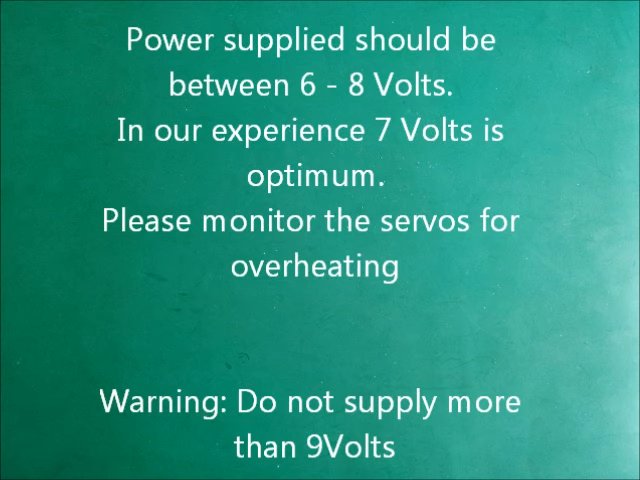 Power supplied should be
between 6 - 8 Volts.
In our experience 7 Volts is
optimum.
Please monitor the servos for
overheating
Warning: Do not supply more
than 9Volts